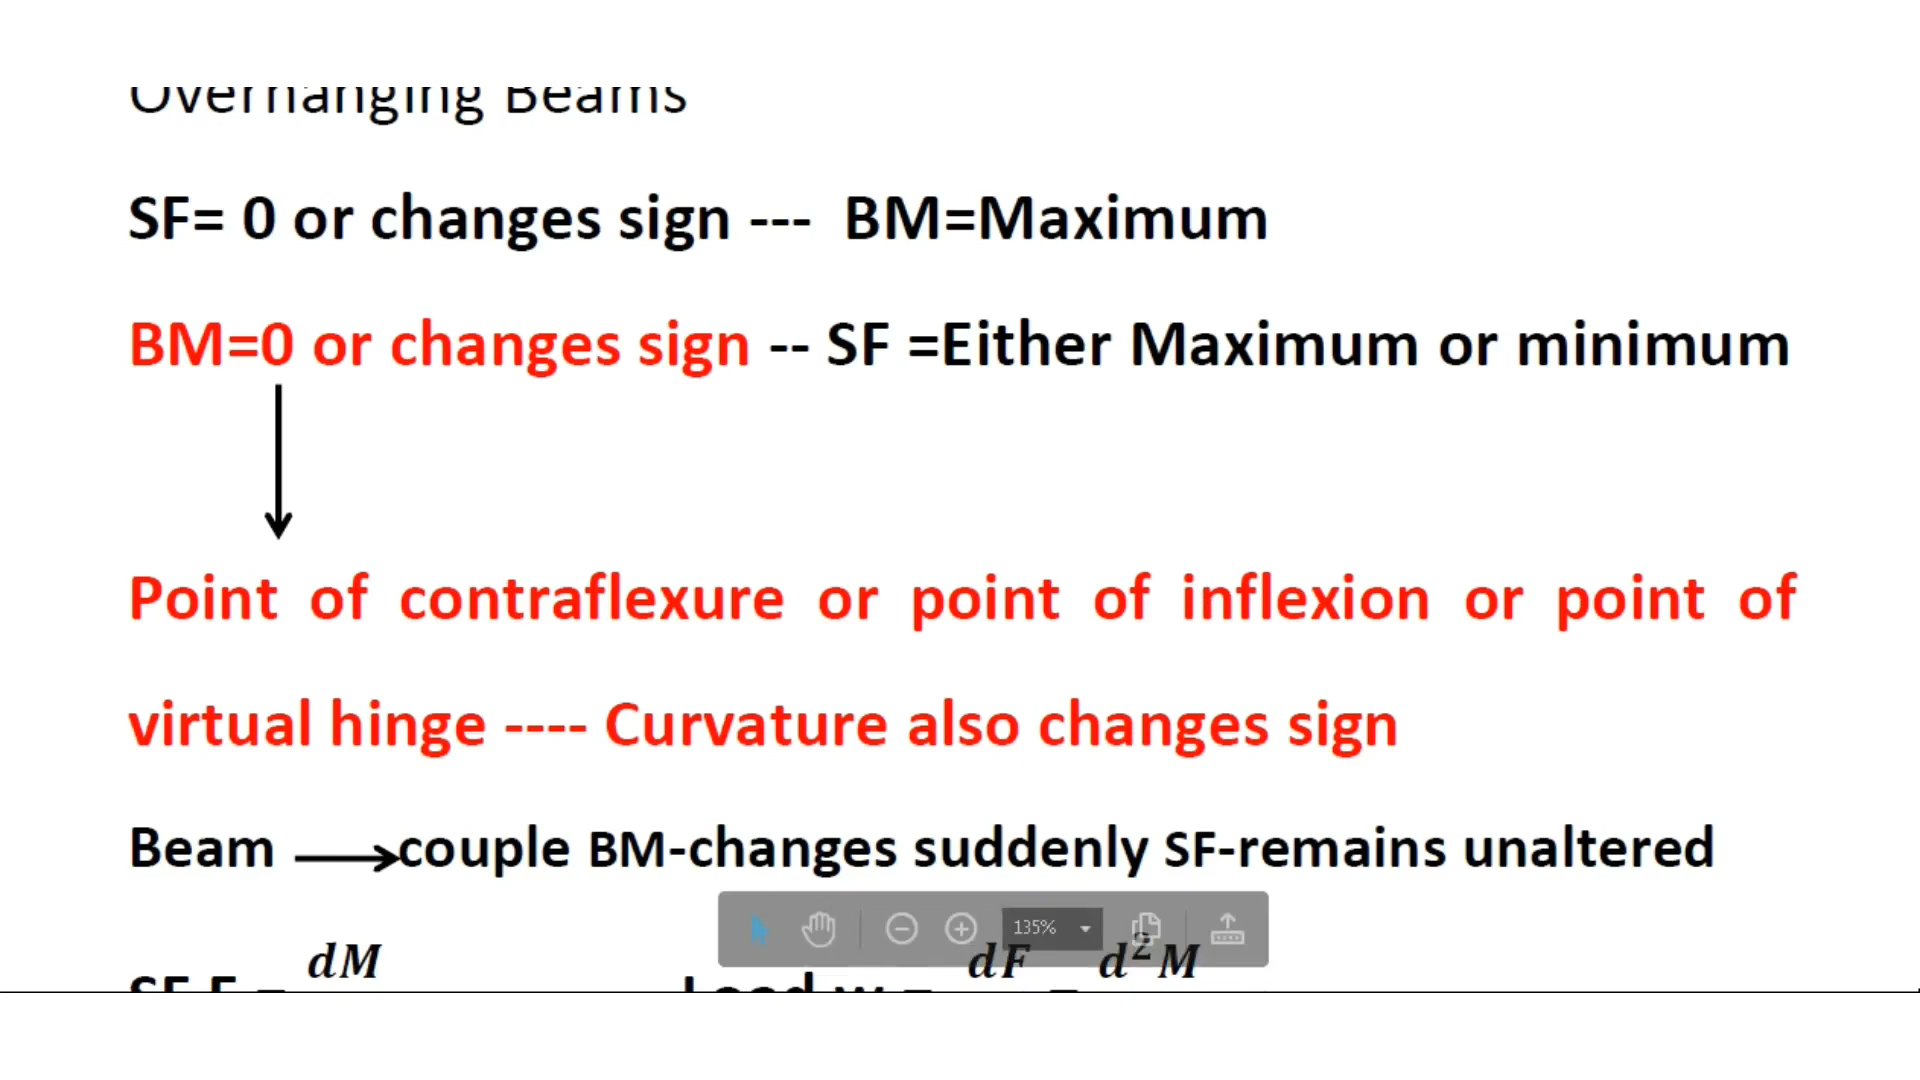 Overhanging Beams
SF= 0 or changes sign --- BM=Maximum
BM=0 or changes sign -- SF =Either Maximum or minimum
Point of contraflexure or point of inflexion or point of
virtual hinge ---- Curvature also changes sign
Beam ⟶couple BM-changes suddenly SF-remains unaltered
135%
SF F = dM Load w = dF = d²M